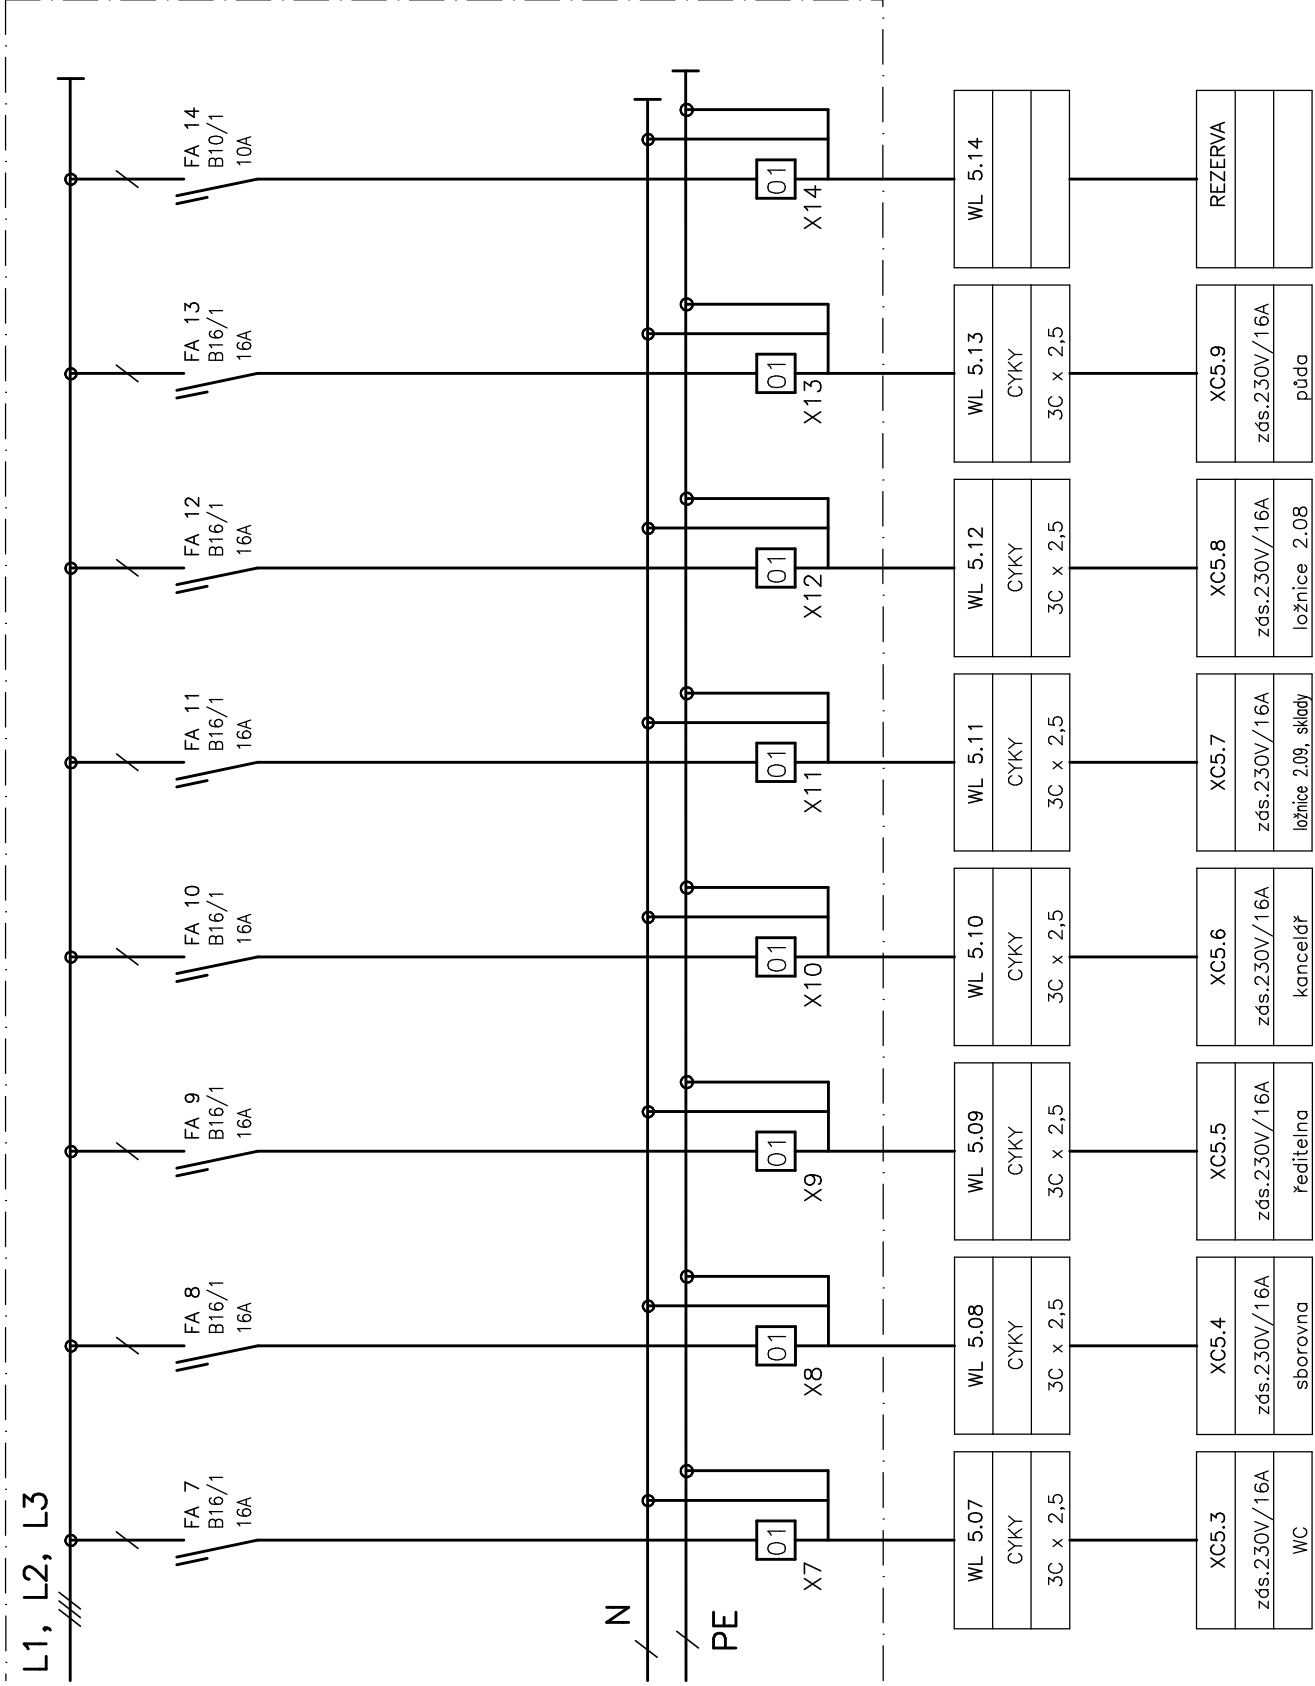 L1, L2, L3
N
PE
FA 7
B16/1
16A
FA 8
B16/1
16A
FA 9
B16/1
16A
FA 10
B16/1
16A
FA 11
B16/1
16A
FA 12
B16/1
16A
FA 13
B16/1
16A
FA 14
B10/1
10A
01
X7
01
X8
01
X9
01
X10
01
X11
01
X12
01
X13
01
X14
WL 5.07
CYKY
3C x 2,5
WL 5.08
CYKY
3C x 2,5
WL 5.09
CYKY
3C x 2,5
WL 5.10
CYKY
3C x 2,5
WL 5.11
CYKY
3C x 2,5
WL 5.12
CYKY
3C x 2,5
WL 5.13
CYKY
3C x 2,5
WL 5.14
XC5.3
zás.230V/16A
WC
XC5.4
zás.230V/16A
sborovna
XC5.5
zás.230V/16A
ředitelna
XC5.6
zás.230V/16A
kancelář
XC5.7
zás.230V/16A
ložnice 2.09, sklady
XC5.8
zás.230V/16A
ložnice 2.08
XC5.9
zás.230V/16A
půda
REZERVA